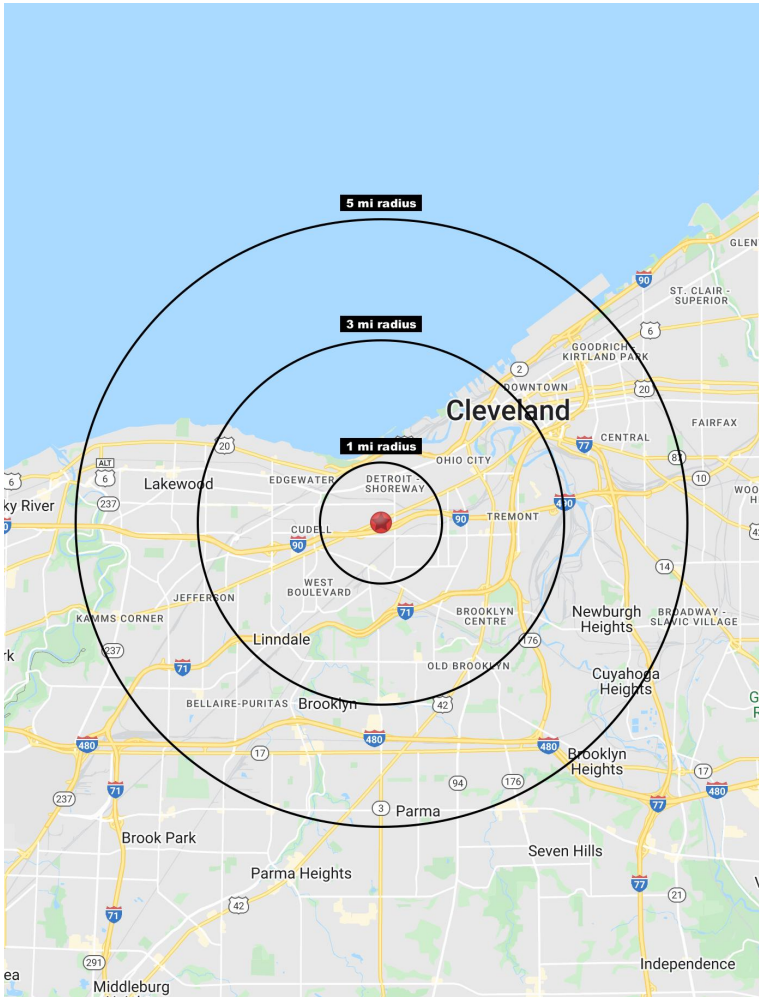 5 mi radius
GLEN
90
ST. CLAIR -
SUPERIOR
3 mi radius
6
GOODRICH -
KIRTLAND PARK
2
DOWNTOWN
20
Cleveland
FAIRFAX
1 mi radius
20
77
CENTRAL
OHIO CITY
87
ALT
6
6
10
Lakewood
EDGEWATER
DETROIT -
SHOREWAY
WOO
H
ky River
237
490
90
TREMONT
CUDELL
90
14
WEST
BOULEVARD
JEFFERSON
71
BROOKLYN
CENTRE
Newburgh
Heights
BROADWAY -
SLAVIC VILLAGE
KAMMS CORNER
Linndale
176
237
rk
71
OLD BROOKLYN
Cuyahoga
Heights
BELLAIRE-PURITAS
Brooklyn
42
G
480
480
480
17
Brooklyn
Heights
17
94
176
71
480
237
77
3
Parma
Brook Park
Seven Hills
Parma Heights
77
21
42
71
291
Independence
ea
Middleburg